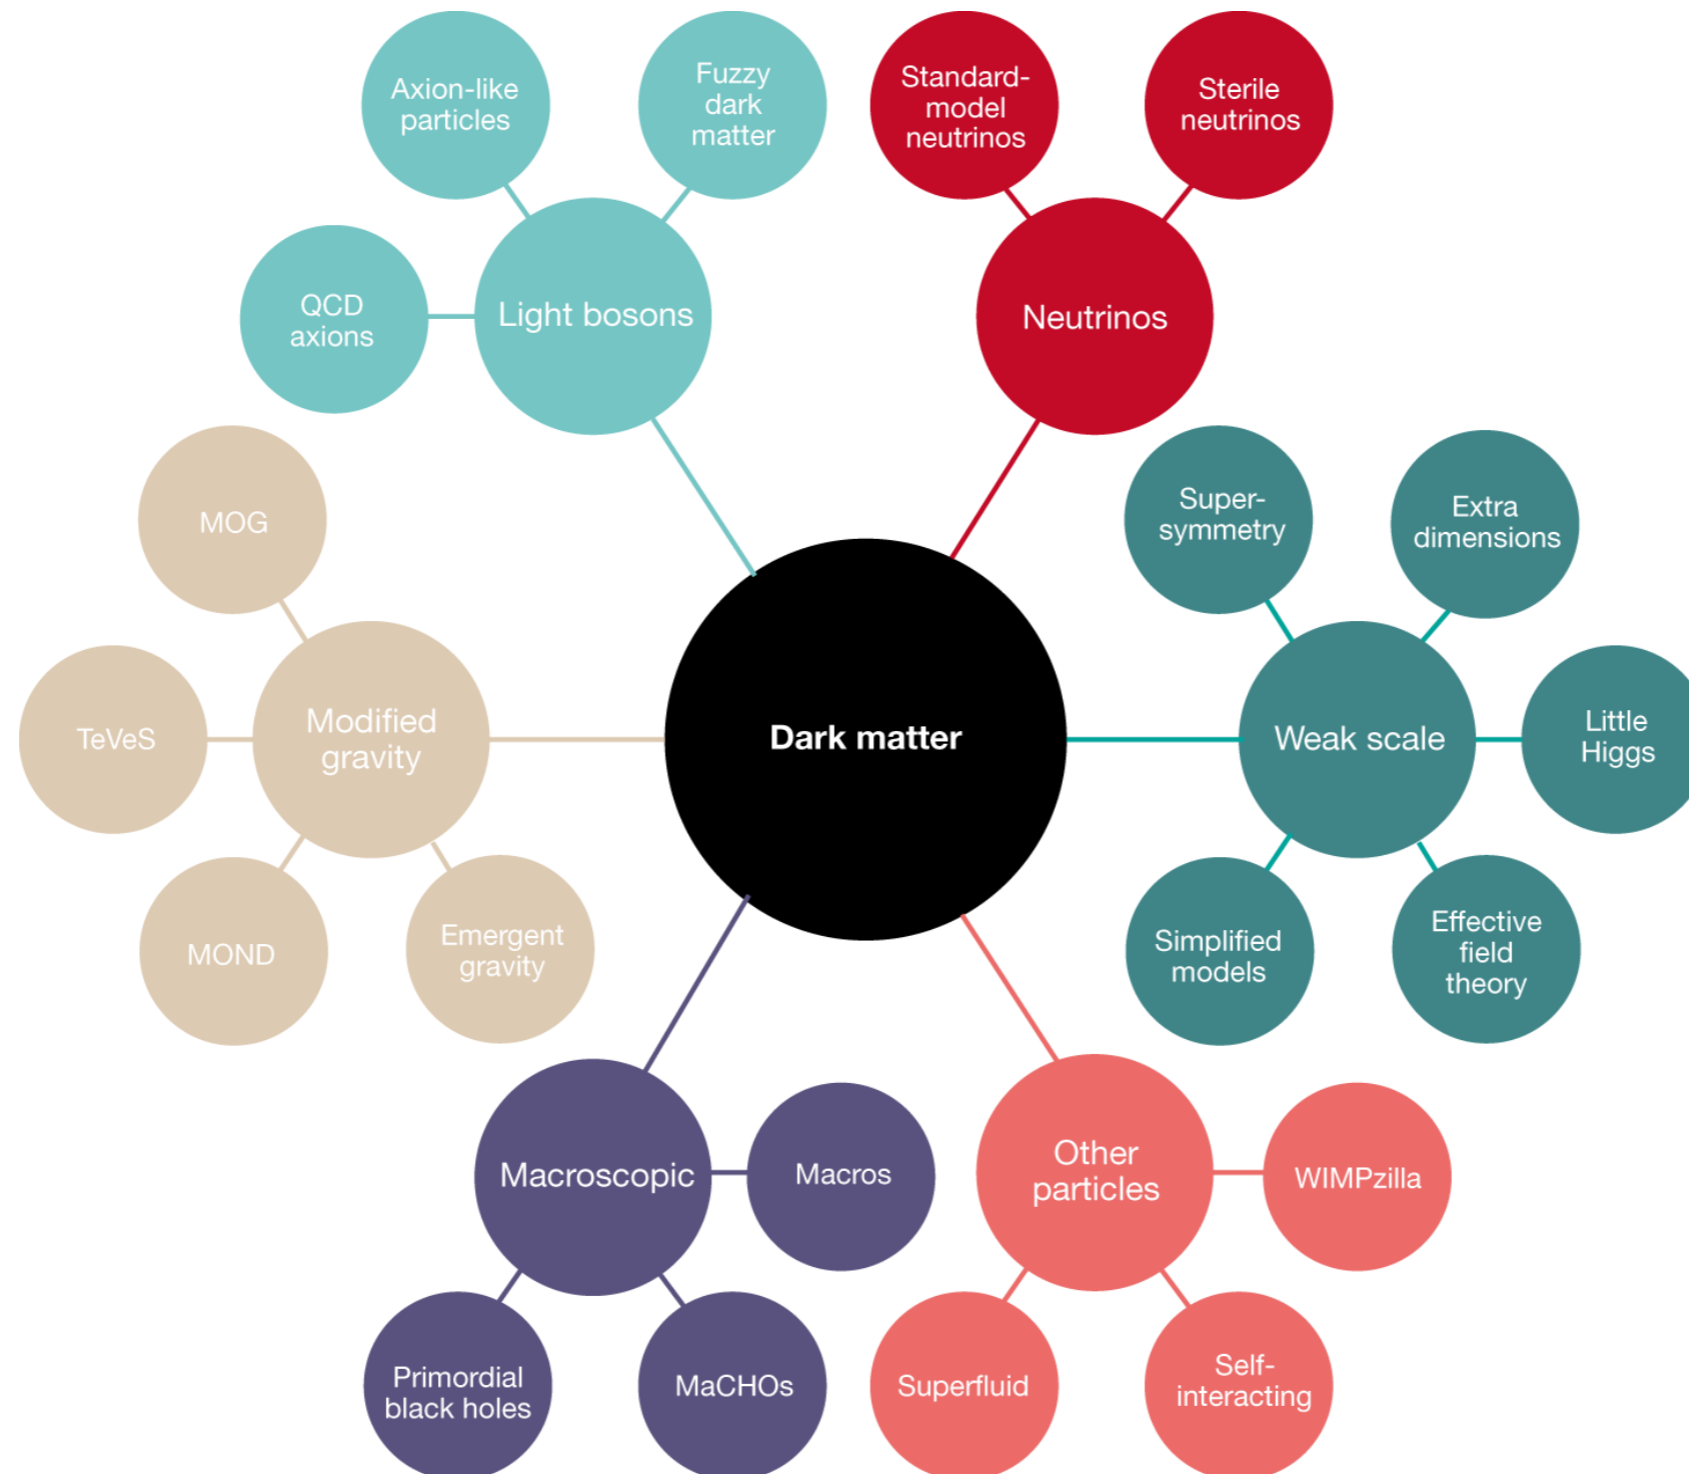 Axion-like
particles
Fuzzy
dark
matter
Standard-
model
neutrinos
Sterile
neutrinos
QCD
axions
Light bosons
Neutrinos
MOG
Super-
symmetry
Extra
dimensions
TeVeS
Modified
gravity
Dark matter
Weak scale
Little
Higgs
MOND
Emergent
gravity
Simplified
models
Effective
field
theory
Macroscopic
Macros
Other
particles
WIMPzilla
Primordial
black holes
MaCHOs
Superfluid
Self-
interacting